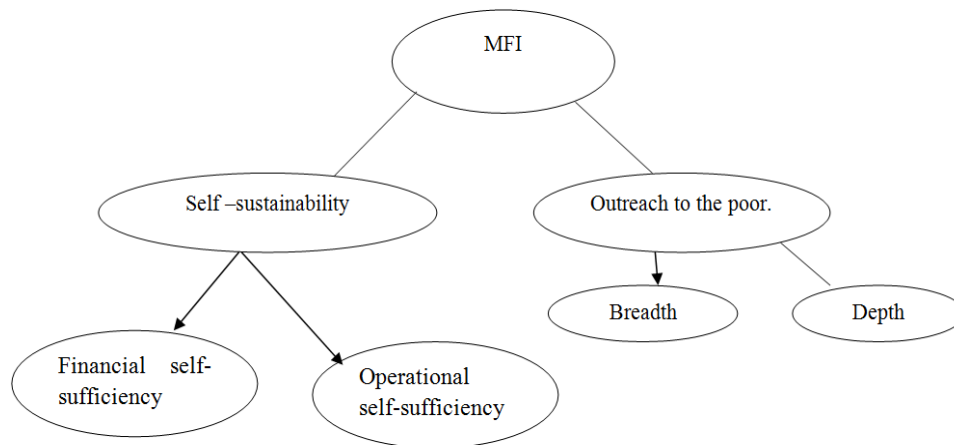 MFI
Self –sustainability
Outreach to the poor.
Breadth
Depth
Financial self-
sufficiency
Operational
self-sufficiency